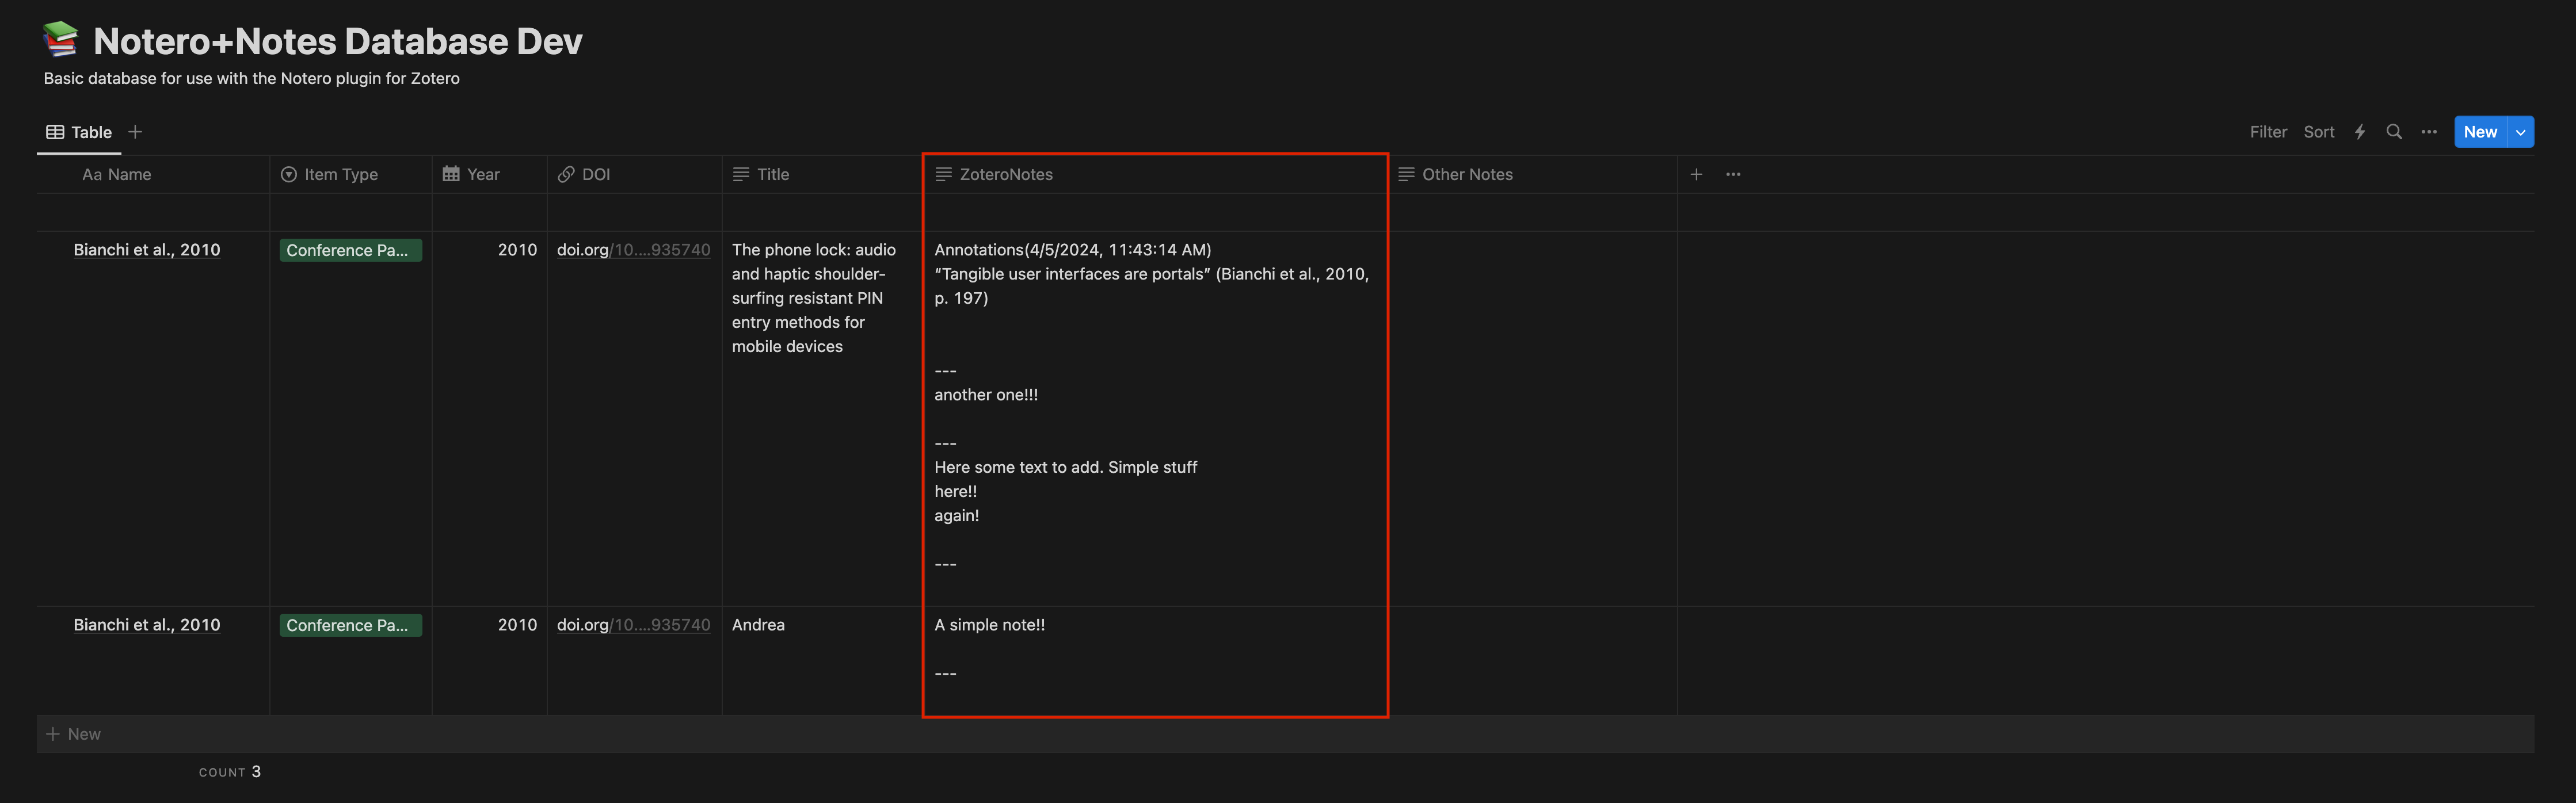 Notero+Notes Database Dev
Basic database for use with the Notero plugin for Zotero
Table
Filter Sort New
Aa Name Item Type Year DOI Title ZoteroNotes Other Notes
Bianchi et al., 2010 Conference Pa... 2010 doi.org/10....935740
The phone lock: audio
and haptic shoulder-
surfing resistant PIN
entry methods for
mobile devices
Annotations(4/5/2024, 11:43:14 AM)
“Tangible user interfaces are portals” (Bianchi et al., 2010,
p. 197)
---
another one!!!
---
Here some text to add. Simple stuff
here!!
again!
---
Bianchi et al., 2010 Conference Pa... 2010 doi.org/10....935740 Andrea
A simple note!!
---
+ New
COUNT 3